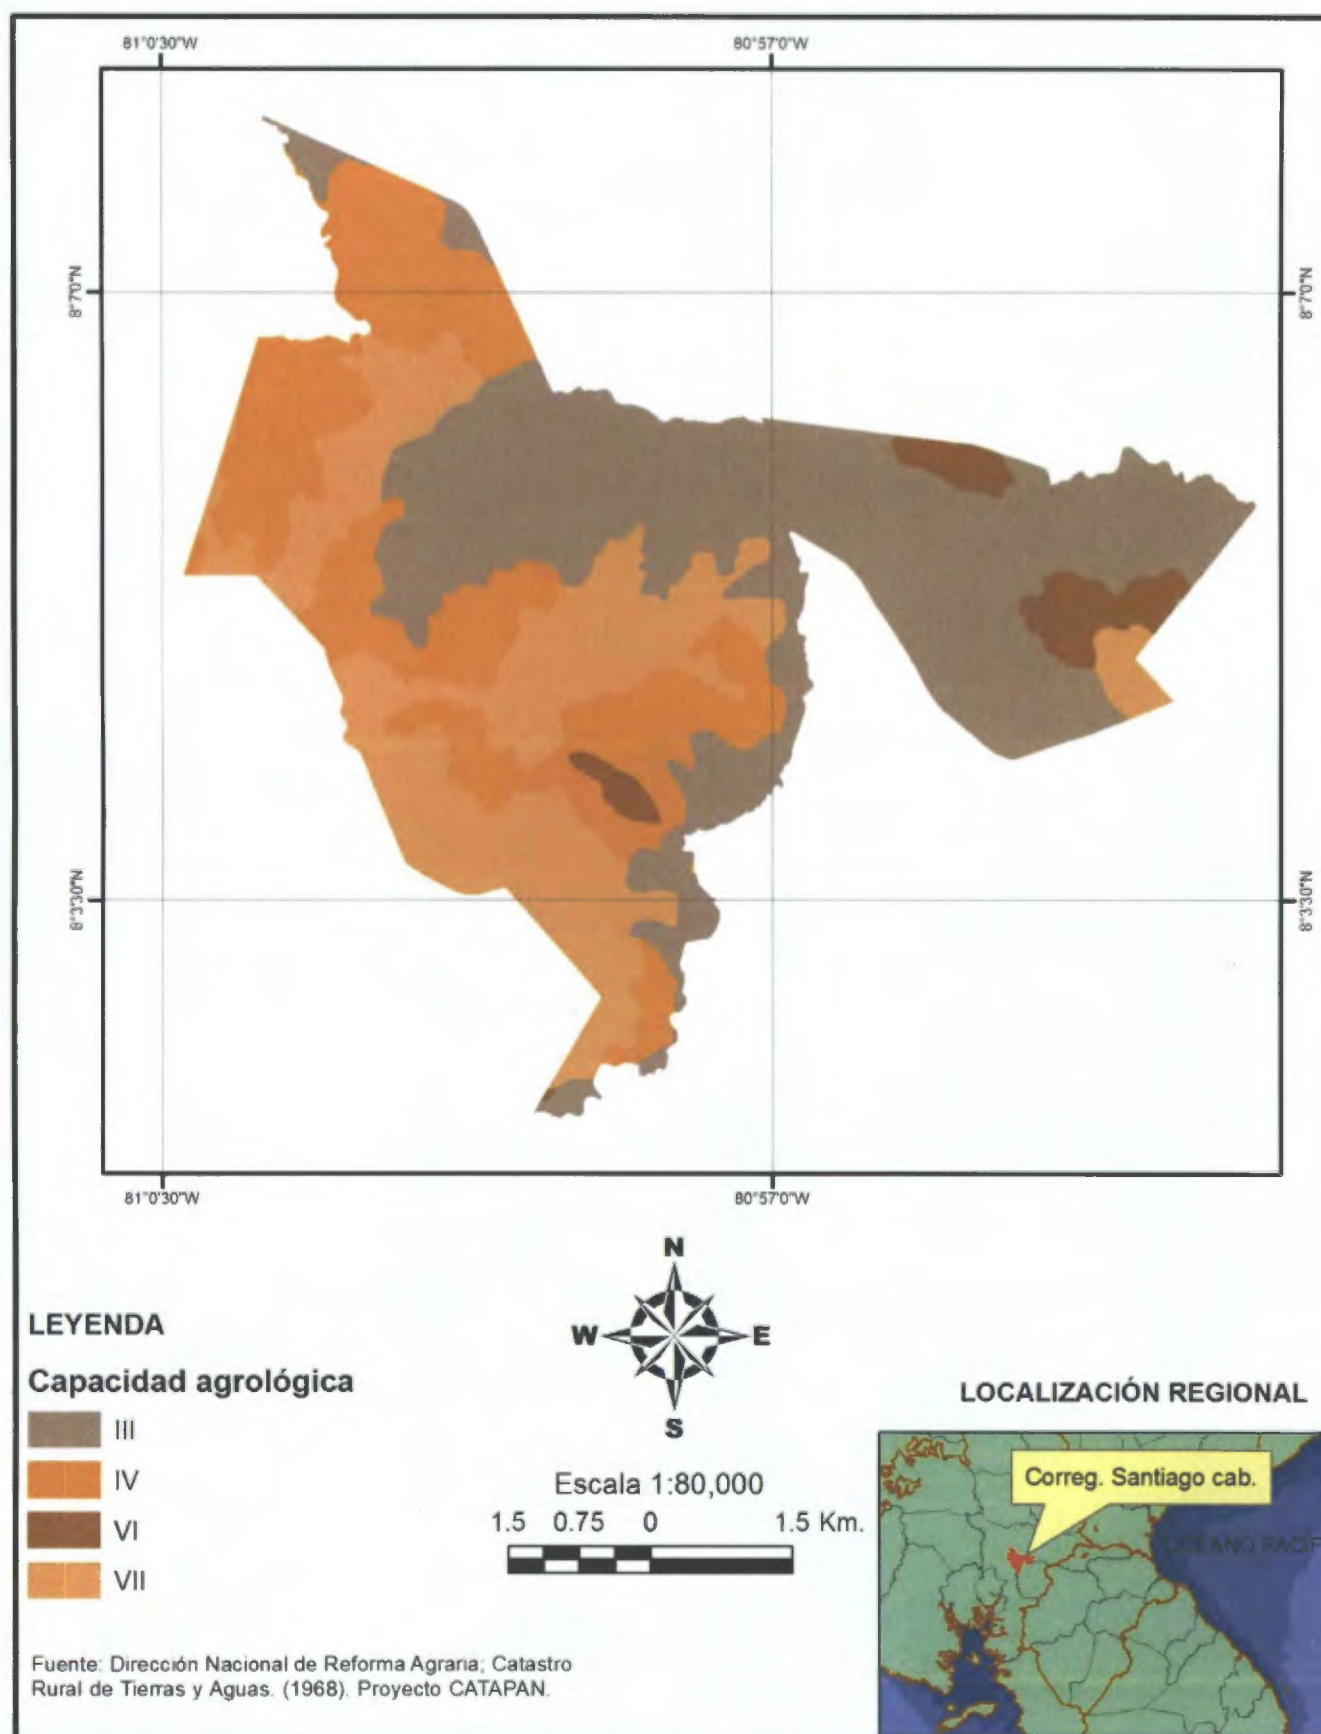 81°0'30"W
80°57'0"W
8°7'0"N
8°7'0"N
8°3'30"N
8°3'30"N
81°0'30"W
80°57'0"W
N
W
E
S
LEYENDA
Capacidad agrológica
III
IV
VI
VII
Escala 1:80,000
1.5 0.75 0 1.5 Km.
LOCALIZACIÓN REGIONAL
Correg. Santiago cab.
OCÉANO PACÍF
Fuente: Dirección Nacional de Reforma Agraria; Catastro
Rural de Tierras y Aguas. (1968). Proyecto CATAPAN.